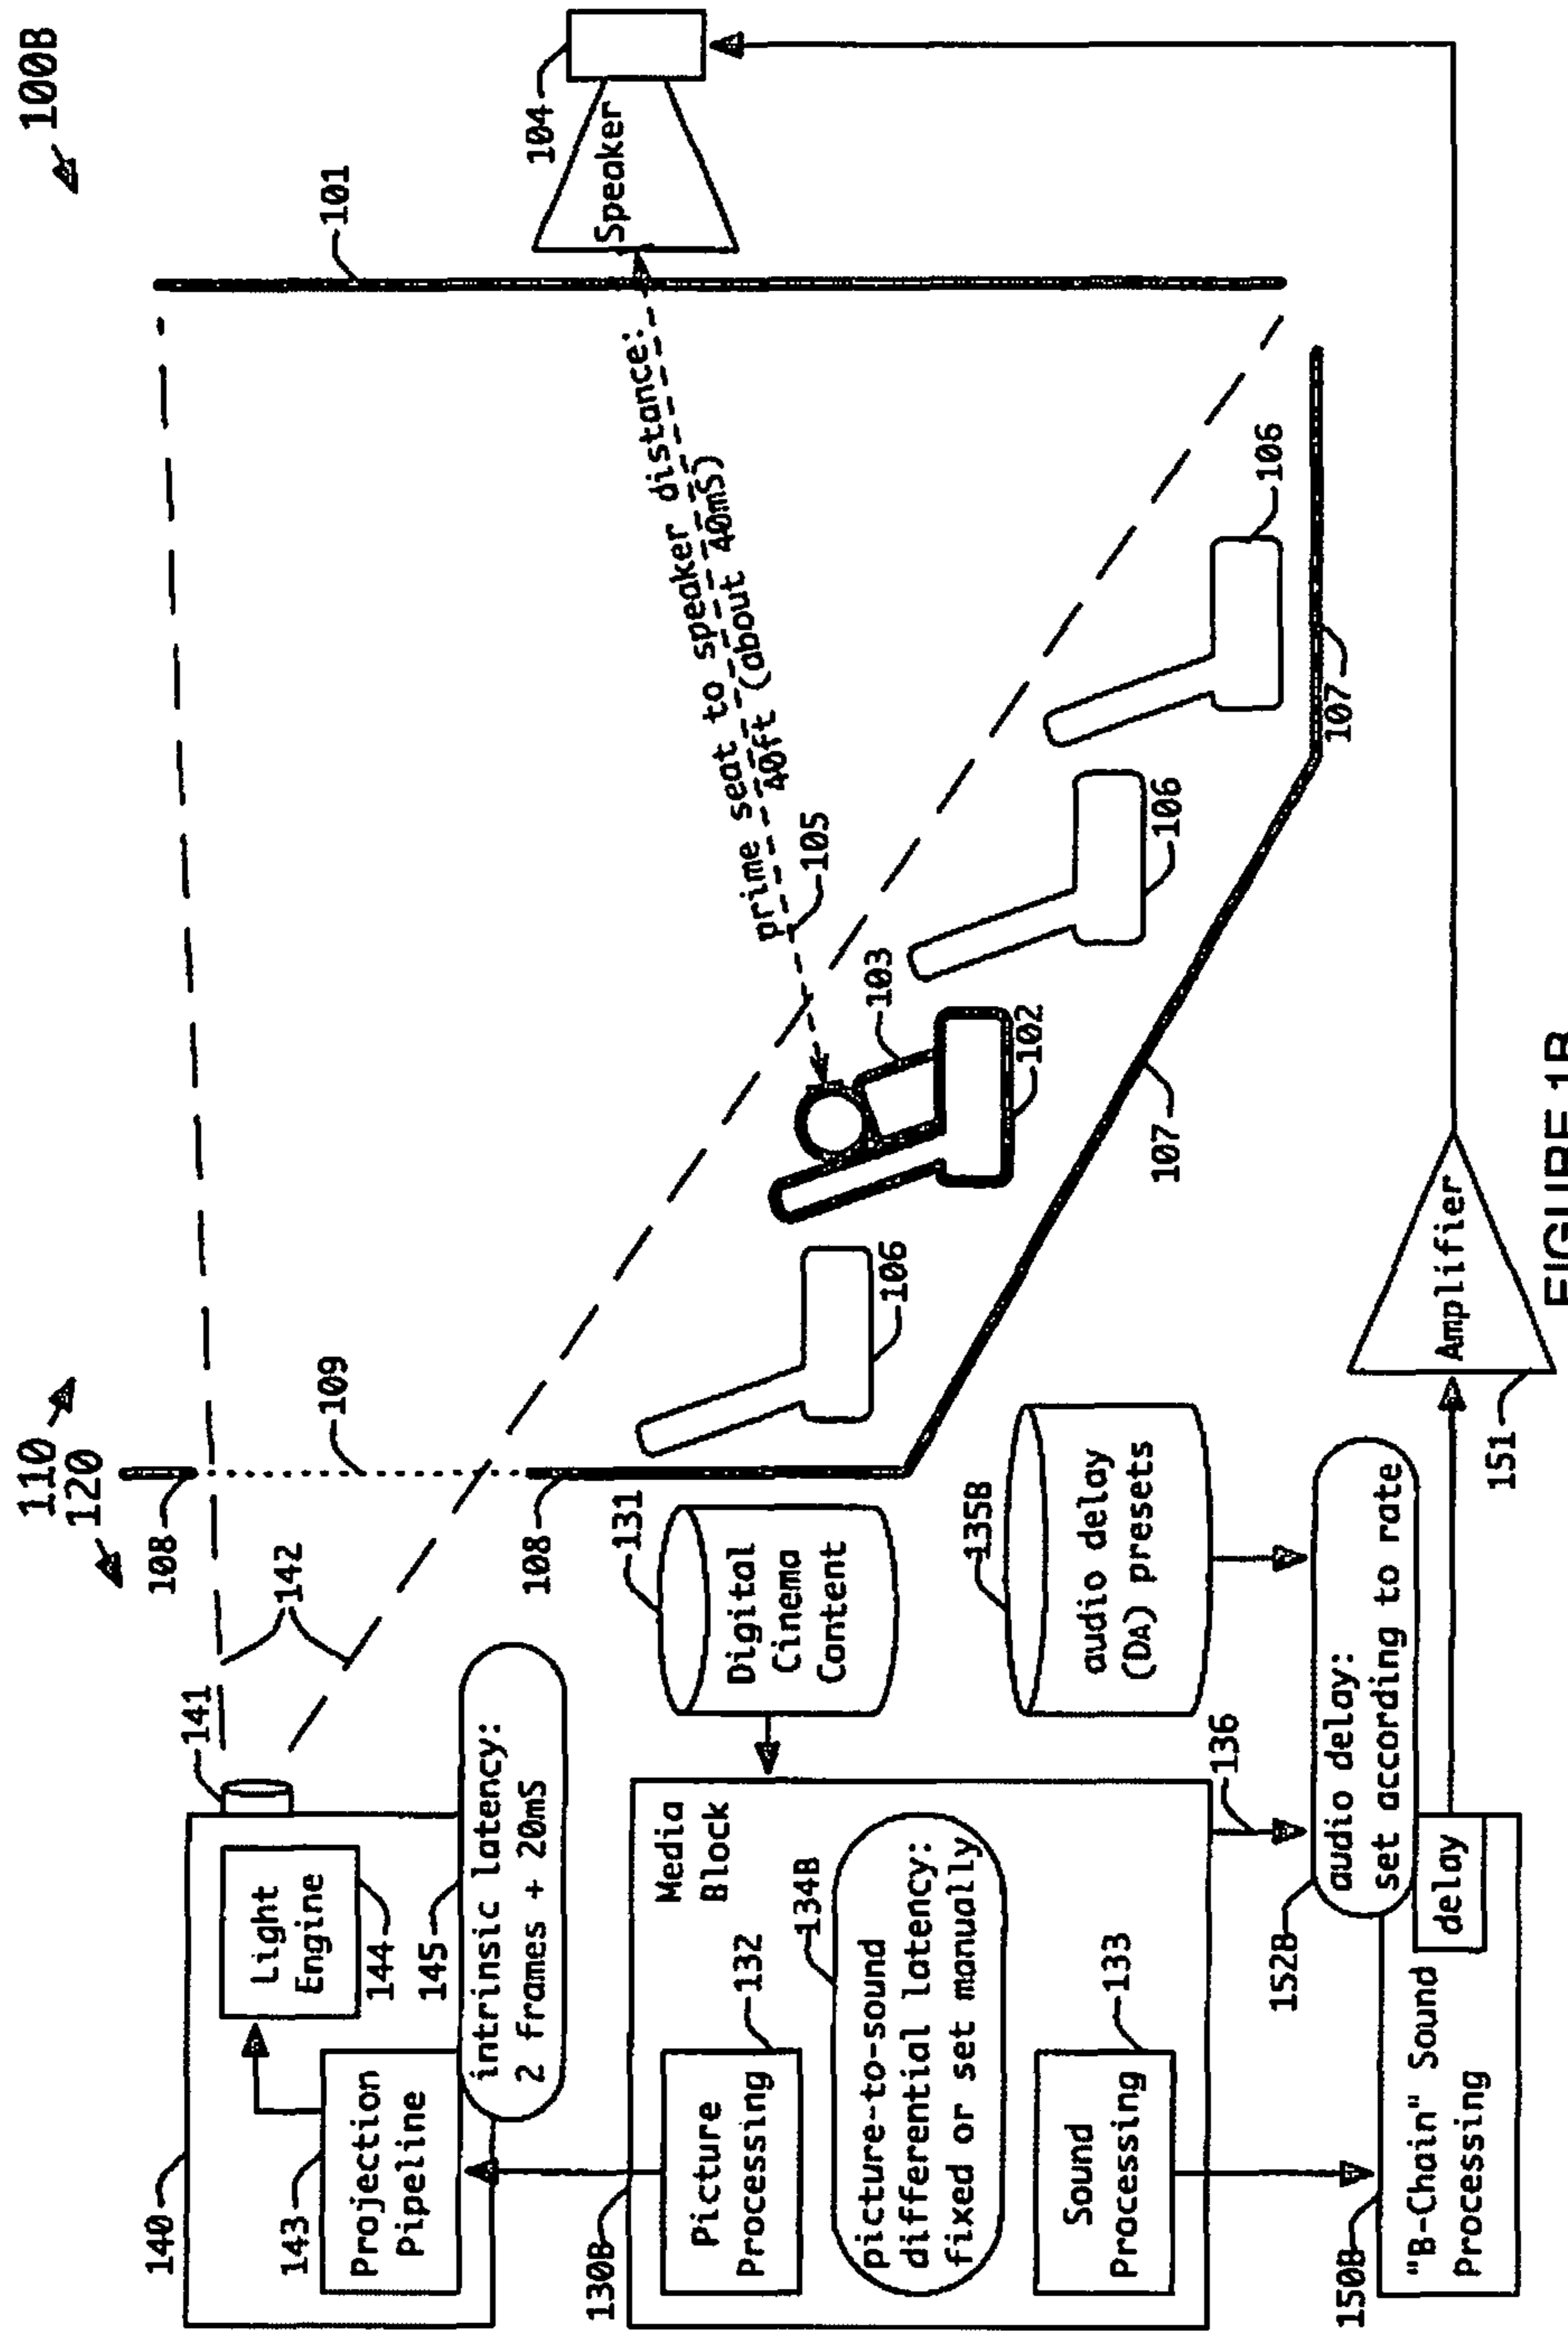 100B
110
120
108
109
101
104
Speaker
142
141
140
Light
Engine
144
143
Projection
Pipeline
145
intrinsic latency:
2 frames + 20mS
prime seat to speaker distance:
40ft (about 40mS)
105
103
102
106
106
106
107
107
108
131
Digital
Cinema
Content
130B
Media
Block
Picture
Processing
132
134B
picture-to-sound
differential latency:
fixed or set manually
Sound
Processing
133
135B
audio delay
(DA) presets
136
152B
audio delay:
set according to rate
150B
"B-Chain" Sound
Processing
delay
151
Amplifier
FIGURE 1B